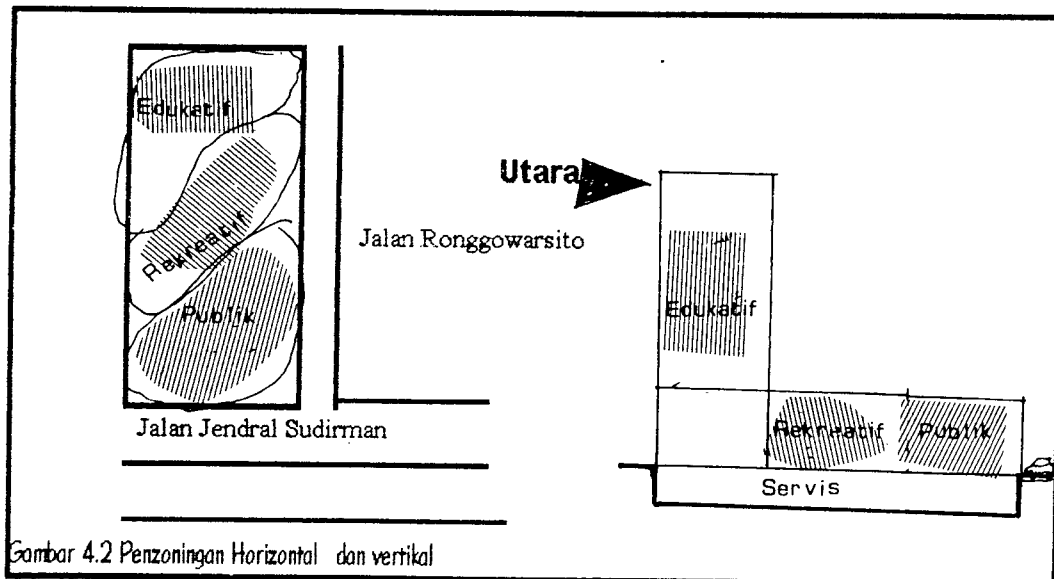 Edukatif
Rekreatif
Publik
Jalan Ronggowarsito
Jalan Jendral Sudirman
Utara
Edukatif
Rekreatif
Publik
Servis
Gambar 4.2 Penzoningan Horizontal dan vertikal